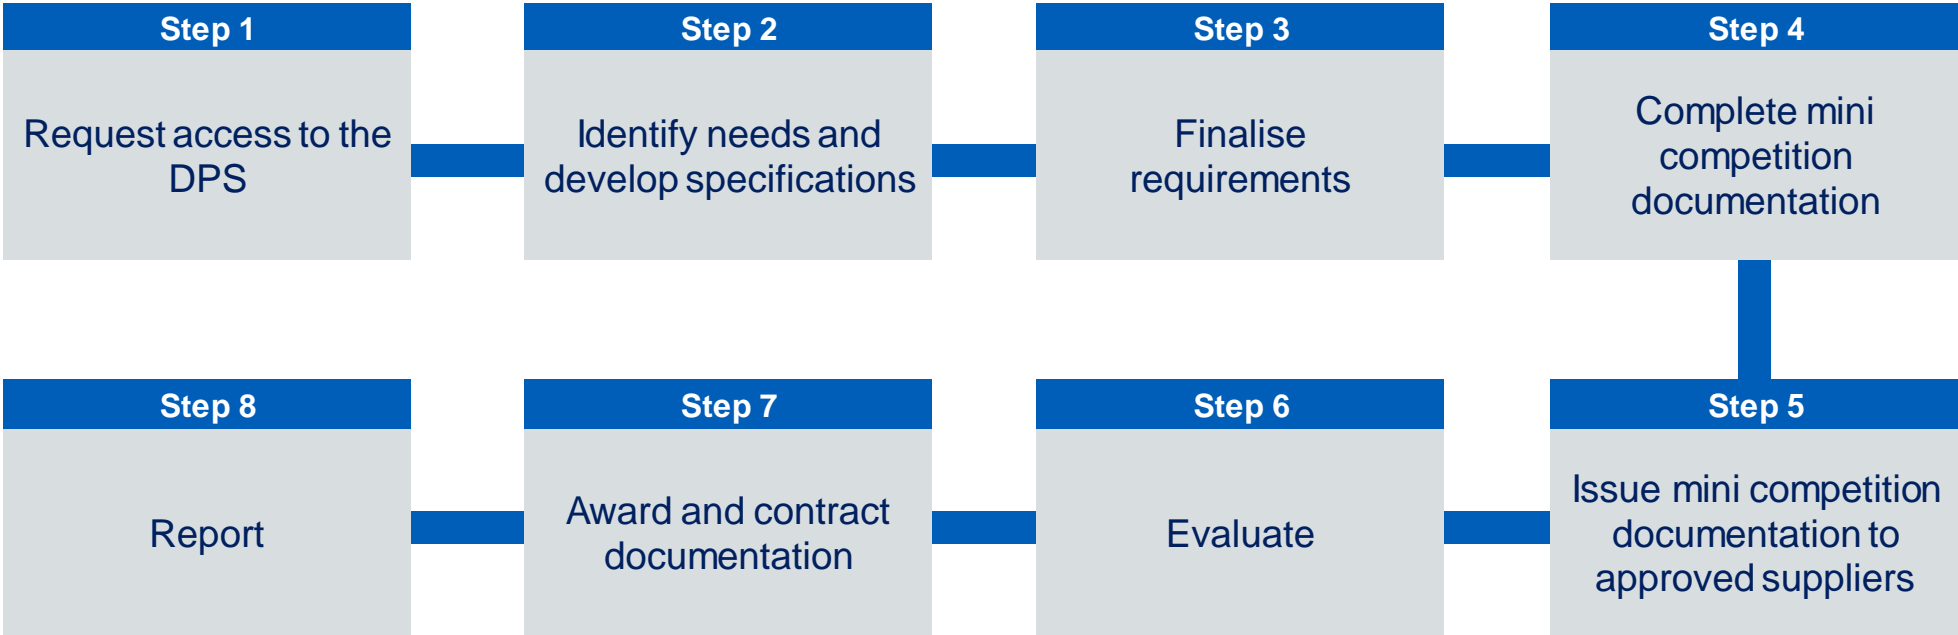 Step 1
Request access to the
DPS
Step 2
Identify needs and
develop specifications
Step 3
Finalise
requirements
Step 4
Complete mini
competition
documentation
Step 5
Issue mini competition
documentation to
approved suppliers
Step 6
Evaluate
Step 7
Award and contract
documentation
Step 8
Report